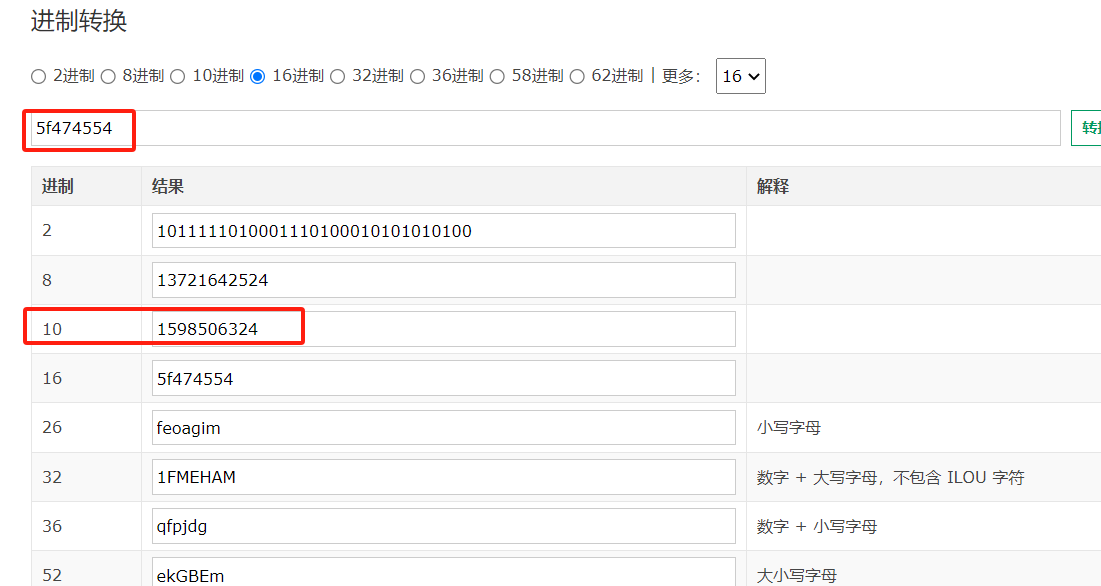 进制转换
2进制 8进制 10进制 16进制 32进制 36进制 58进制 62进制 | 更多: 16
5f474554 转
进制 结果 解释
2 1011111010001110100010101010100
8 13721642524
10 1598506324
16 5f474554
26 feoagim 小写字母
32 1FMEHAM 数字 + 大写字母，不包含 ILOU 字符
36 qfpjdg 数字 + 小写字母
52 ekGBEm 大小写字母